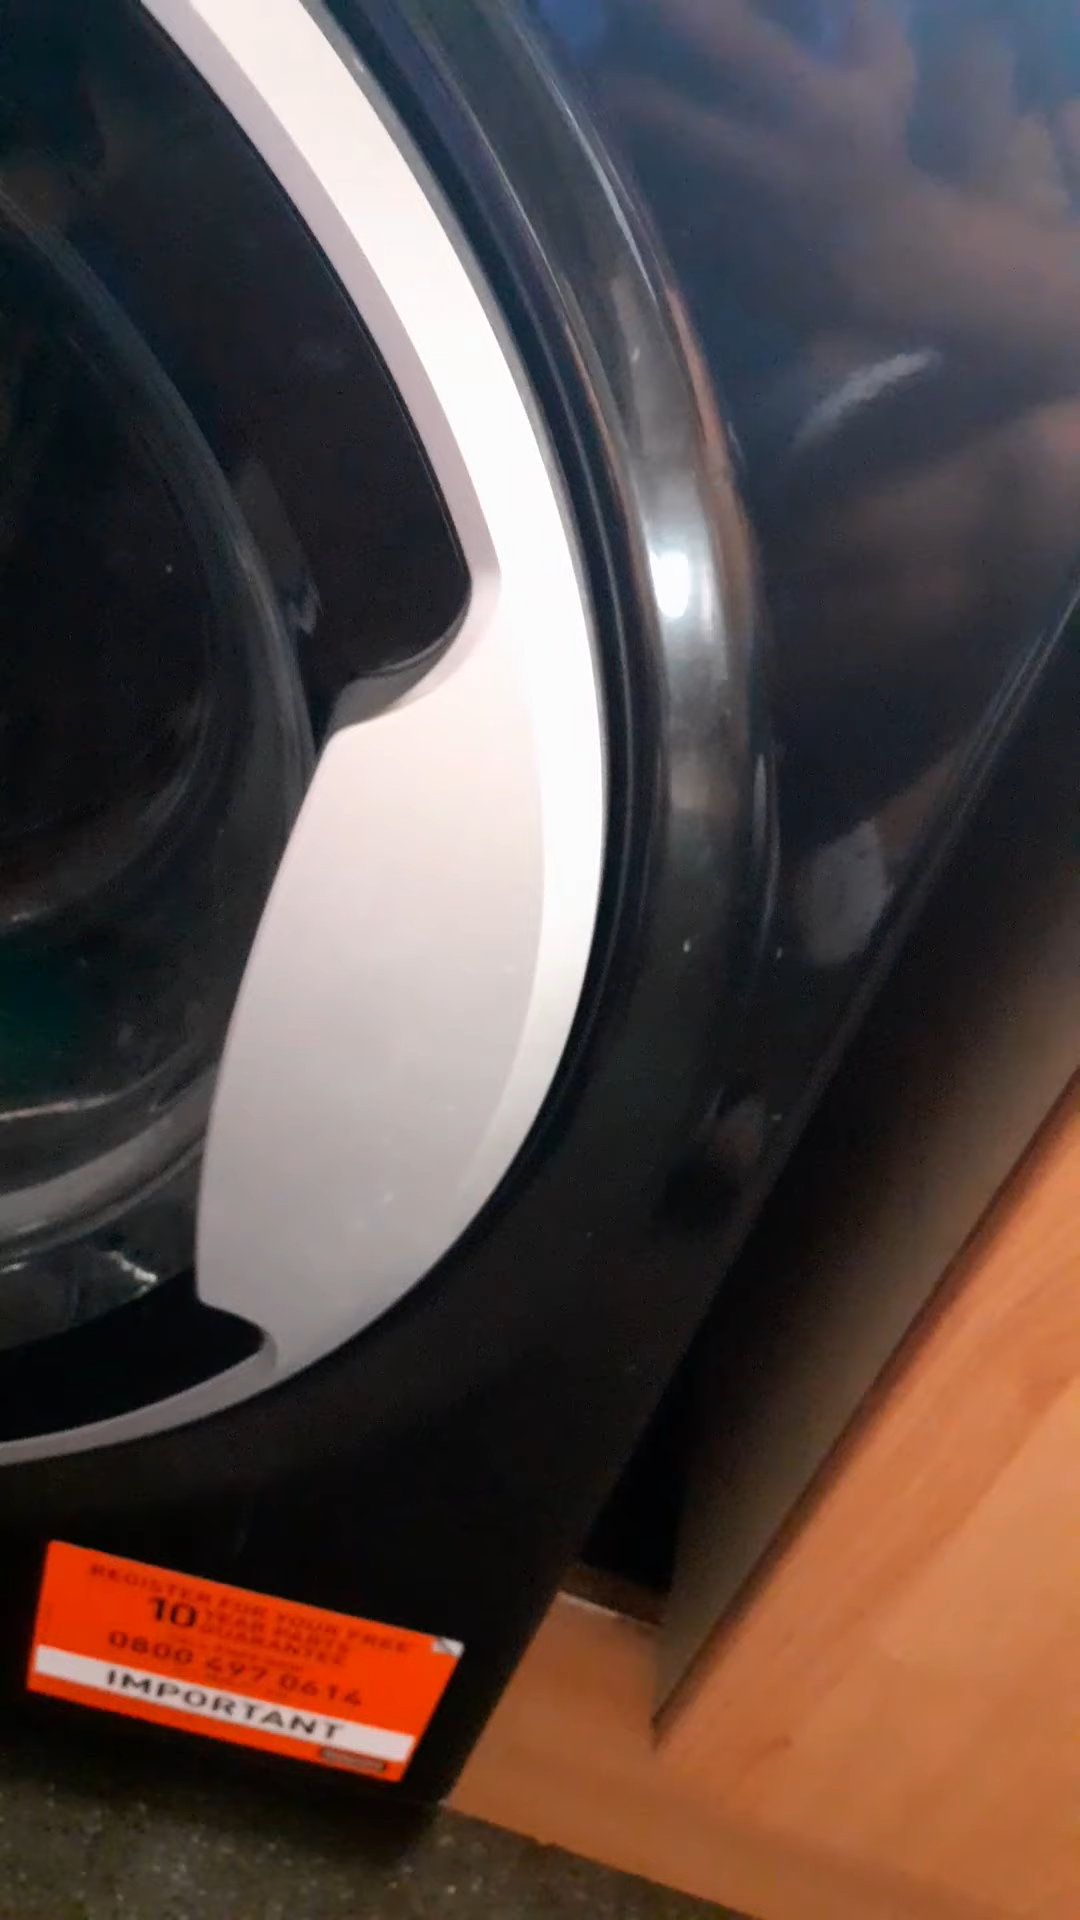 REGISTER FOR YOUR FREE
10 YEAR PARTS
GUARANTEE
0800 497 0614
IMPORTANT